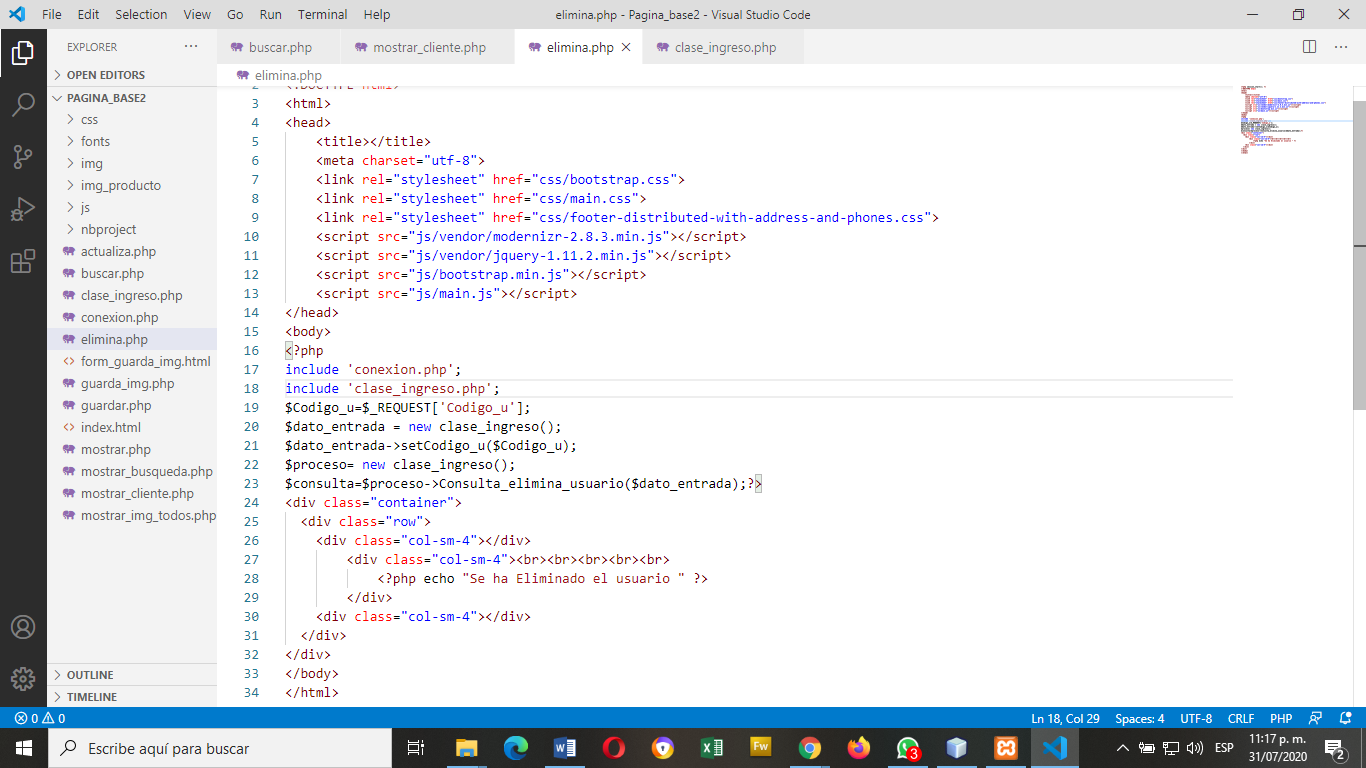 File Edit Selection View Go Run Terminal Help elimina.php - Pagina_base2 - Visual Studio Code
EXPLORER ...
OPEN EDITORS
PAGINA_BASE2
css
fonts
img
img_producto
js
nbproject
actualiza.php
buscar.php
clase_ingreso.php
conexion.php
elimina.php
form_guarda_img.html
guarda_img.php
guardar.php
index.html
mostrar.php
mostrar_busqueda.php
mostrar_cliente.php
mostrar_img_todos.php
OUTLINE
TIMELINE
buscar.php mostrar_cliente.php elimina.php clase_ingreso.php
elimina.php
2 <!DOCTYPE html>
3 <html>
4 <head>
5 <title></title>
6 <meta charset="utf-8">
7 <link rel="stylesheet" href="css/bootstrap.css">
8 <link rel="stylesheet" href="css/main.css">
9 <link rel="stylesheet" href="css/footer-distributed-with-address-and-phones.css">
10 <script src="js/vendor/modernizr-2.8.3.min.js"></script>
11 <script src="js/vendor/jquery-1.11.2.min.js"></script>
12 <script src="js/bootstrap.min.js"></script>
13 <script src="js/main.js"></script>
14 </head>
15 <body>
16 <?php
17 include 'conexion.php';
18 include 'clase_ingreso.php';
19 $Codigo_u=$_REQUEST['Codigo_u'];
20 $dato_entrada = new clase_ingreso();
21 $dato_entrada->setCodigo_u($Codigo_u);
22 $proceso= new clase_ingreso();
23 $consulta=$proceso->Consulta_elimina_usuario($dato_entrada);?>
24 <div class="container">
25 <div class="row">
26 <div class="col-sm-4"></div>
27 <div class="col-sm-4"><br><br><br><br><br>
28 <?php echo "Se ha Eliminado el usuario " ?>
29 </div>
30 <div class="col-sm-4"></div>
31 </div>
32 </div>
33 </body>
34 </html>
0 0 Ln 18, Col 29 Spaces: 4 UTF-8 CRLF PHP
Escribe aquí para buscar
Fw
3
ESP
11:17 p. m.
31/07/2020
2